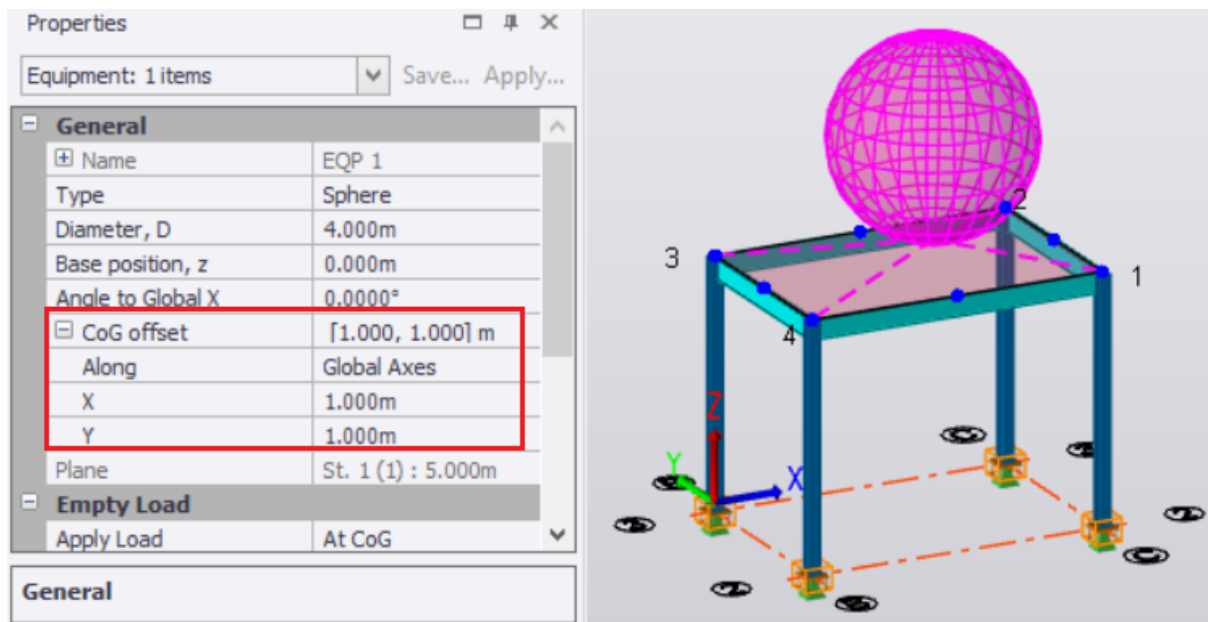 Properties
Equipment: 1 items Save... Apply...
General
Name EQP 1
Type Sphere
Diameter, D 4.000m
Base position, z 0.000m
Angle to Global X 0.0000°
CoG offset [1.000, 1.000] m
Along Global Axes
X 1.000m
Y 1.000m
Plane St. 1 (1) : 5.000m
Empty Load
Apply Load At CoG
General
2
3
1
4
Z
Y
X
C
C